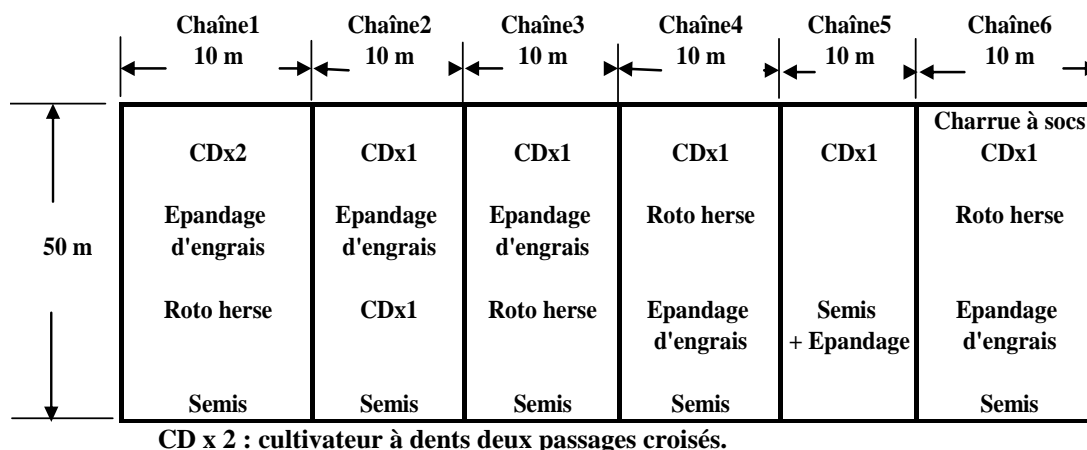 Chaîne1 Chaîne2 Chaîne3 Chaîne4 Chaîne5 Chaîne6
10 m 10 m 10 m 10 m 10 m 10 m
Charrue à socs
CDx2 CDx1 CDx1 CDx1 CDx1 CDx1
Epandage Epandage Epandage Roto herse Roto herse
d'engrais d'engrais d'engrais
50 m
Roto herse CDx1 Roto herse Epandage Semis Epandage
d'engrais + Epandage d'engrais
Semis Semis Semis Semis Semis
CD x 2 : cultivateur à dents deux passages croisés.